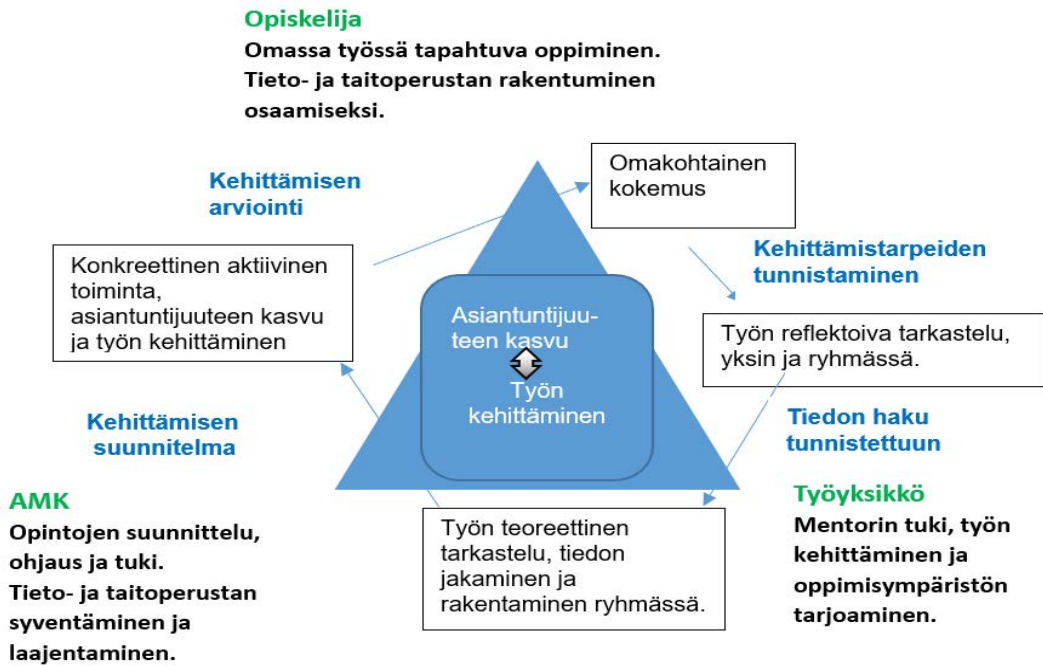 Opiskelija
Omassa työssä tapahtuva oppiminen.
Tieto- ja taitoperustan rakentuminen
osaamiseksi.
Omakohtainen
kokemus
Kehittämisen
arviointi
Kehittämistarpeiden
tunnistaminen
Konkreettinen aktiivinen
toiminta,
asiantuntijuuteen kasvu
ja työn kehittäminen
Asiantuntijuu-
teen kasvu
Työn
kehittäminen
Työn reflektoiva tarkastelu,
yksin ja ryhmässä.
Kehittämisen
suunnitelma
Tiedon haku
tunnistettuun
AMK
Opintojen suunnittelu,
ohjaus ja tuki.
Tieto- ja taitoperustan
syventäminen ja
laajentaminen.
Työn teoreettinen
tarkastelu, tiedon
jakaminen ja
rakentaminen ryhmässä.
Työyksikkö
Mentorin tuki, työn
kehittäminen ja
oppimisympäristön
tarjoaminen.